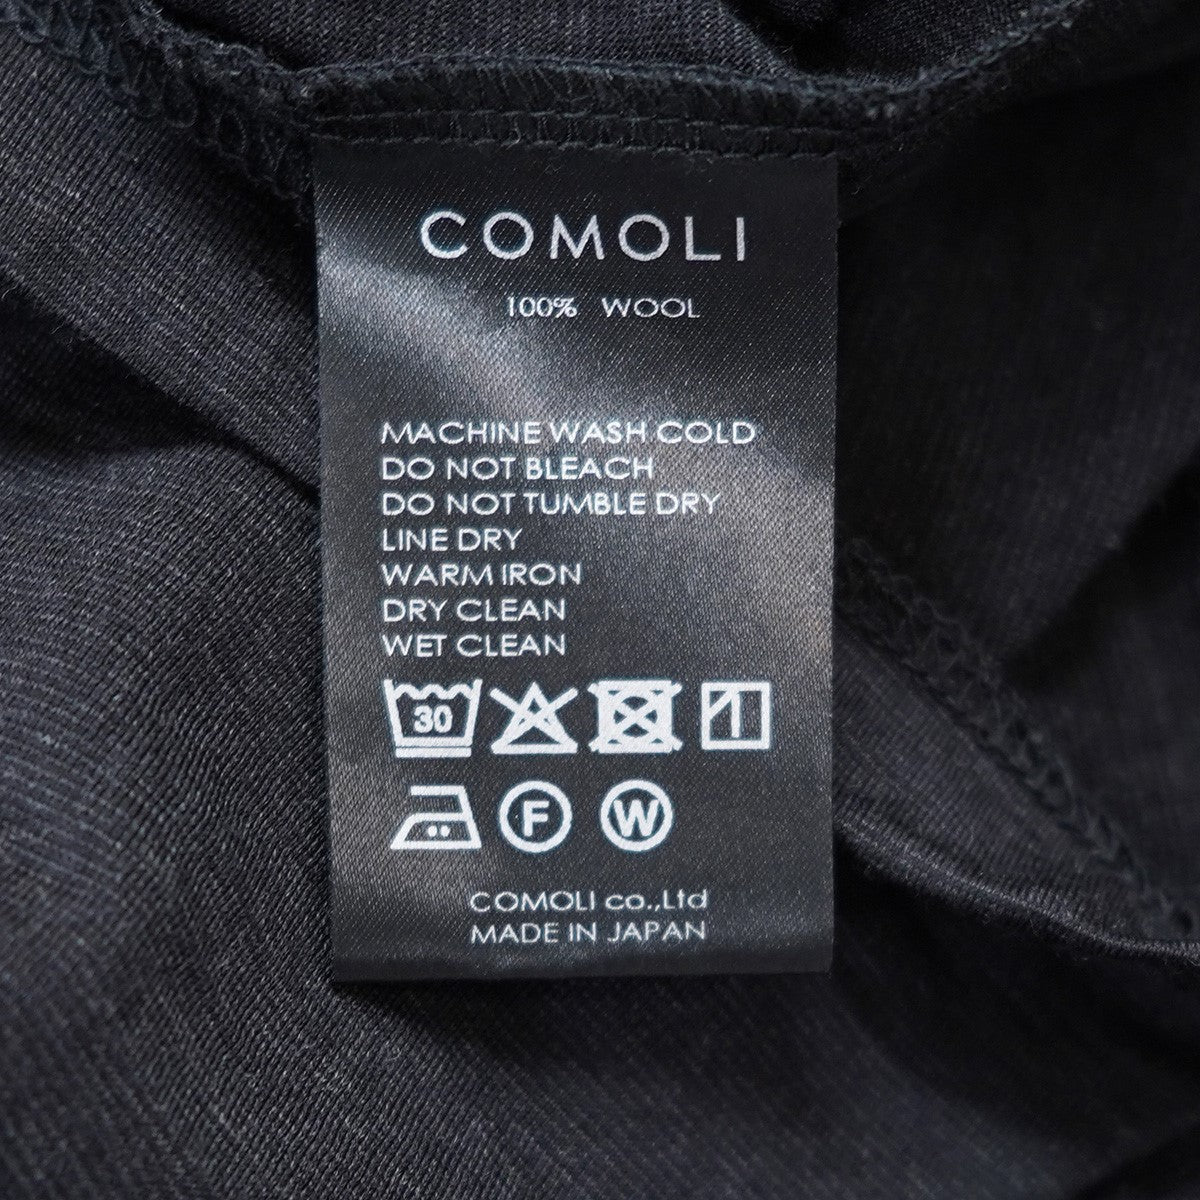 COMOLI
100% WOOL
MACHINE WASH COLD
DO NOT BLEACH
DO NOT TUMBLE DRY
LINE DRY
WARM IRON
DRY CLEAN
WET CLEAN
30
F W
COMOLI co.,Ltd
MADE IN JAPAN